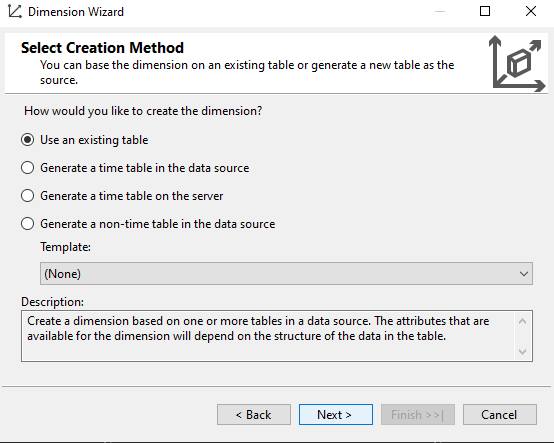 Dimension Wizard
Select Creation Method
You can base the dimension on an existing table or generate a new table as the
source.
How would you like to create the dimension?
Use an existing table
Generate a time table in the data source
Generate a time table on the server
Generate a non-time table in the data source
Template:
(None)
Description:
Create a dimension based on one or more tables in a data source. The attributes that are
available for the dimension will depend on the structure of the data in the table.
< Back
Next >
Finish >>|
Cancel